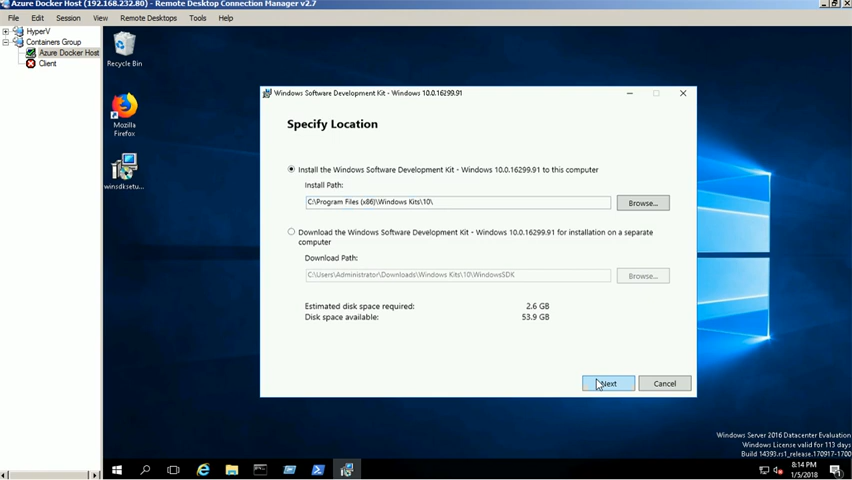 Azure Docker Host (192.168.232.80) - Remote Desktop Connection Manager v2.7
File Edit Session View Remote Desktops Tools Help
HyperV
Containers Group
Azure Docker Host
Client
Recycle Bin
Mozilla
Firefox
winsdksetu...
Windows Software Development Kit - Windows 10.0.16299.91
Specify Location
Install the Windows Software Development Kit - Windows 10.0.16299.91 to this computer
Install Path:
C:\Program Files (x86)\Windows Kits\10\
Browse...
Download the Windows Software Development Kit - Windows 10.0.16299.91 for installation on a separate
computer
Download Path:
C:\Users\Administrator\Downloads\Windows Kits\10\WindowsSDK
Browse...
Estimated disk space required: 2.6 GB
Disk space available: 53.9 GB
Next Cancel
Windows Server 2016 Datacenter Evaluation
Windows License valid for 113 days
Build 14393.rs1_release.170917-1700
8:14 PM
1/5/2018